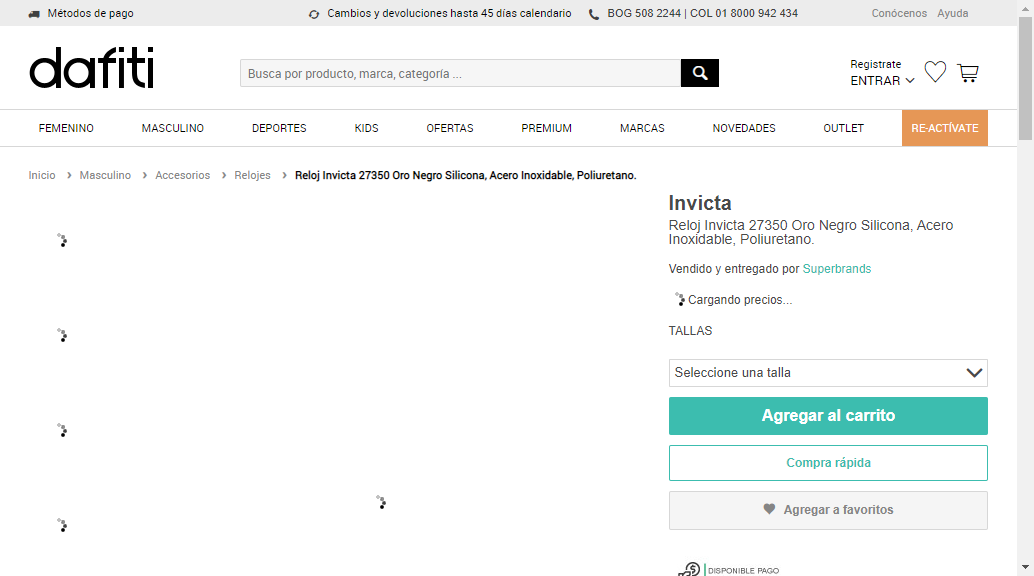 Métodos de pago
Cambios y devoluciones hasta 45 días calendario
BOG 508 2244 | COL 01 8000 942 434
Conócenos
Ayuda
dafiti
Busca por producto, marca, categoría ...
Registrate
ENTRAR
FEMENINO
MASCULINO
DEPORTES
KIDS
OFERTAS
PREMIUM
MARCAS
NOVEDADES
OUTLET
RE-ACTÍVATE
Inicio > Masculino > Accesorios > Relojes > Reloj Invicta 27350 Oro Negro Silicona, Acero Inoxidable, Poliuretano.
Invicta
Reloj Invicta 27350 Oro Negro Silicona, Acero
Inoxidable, Poliuretano.
Vendido y entregado por Superbrands
Cargando precios...
TALLAS
Seleccione una talla
Agregar al carrito
Compra rápida
Agregar a favoritos
DISPONIBLE PAGO